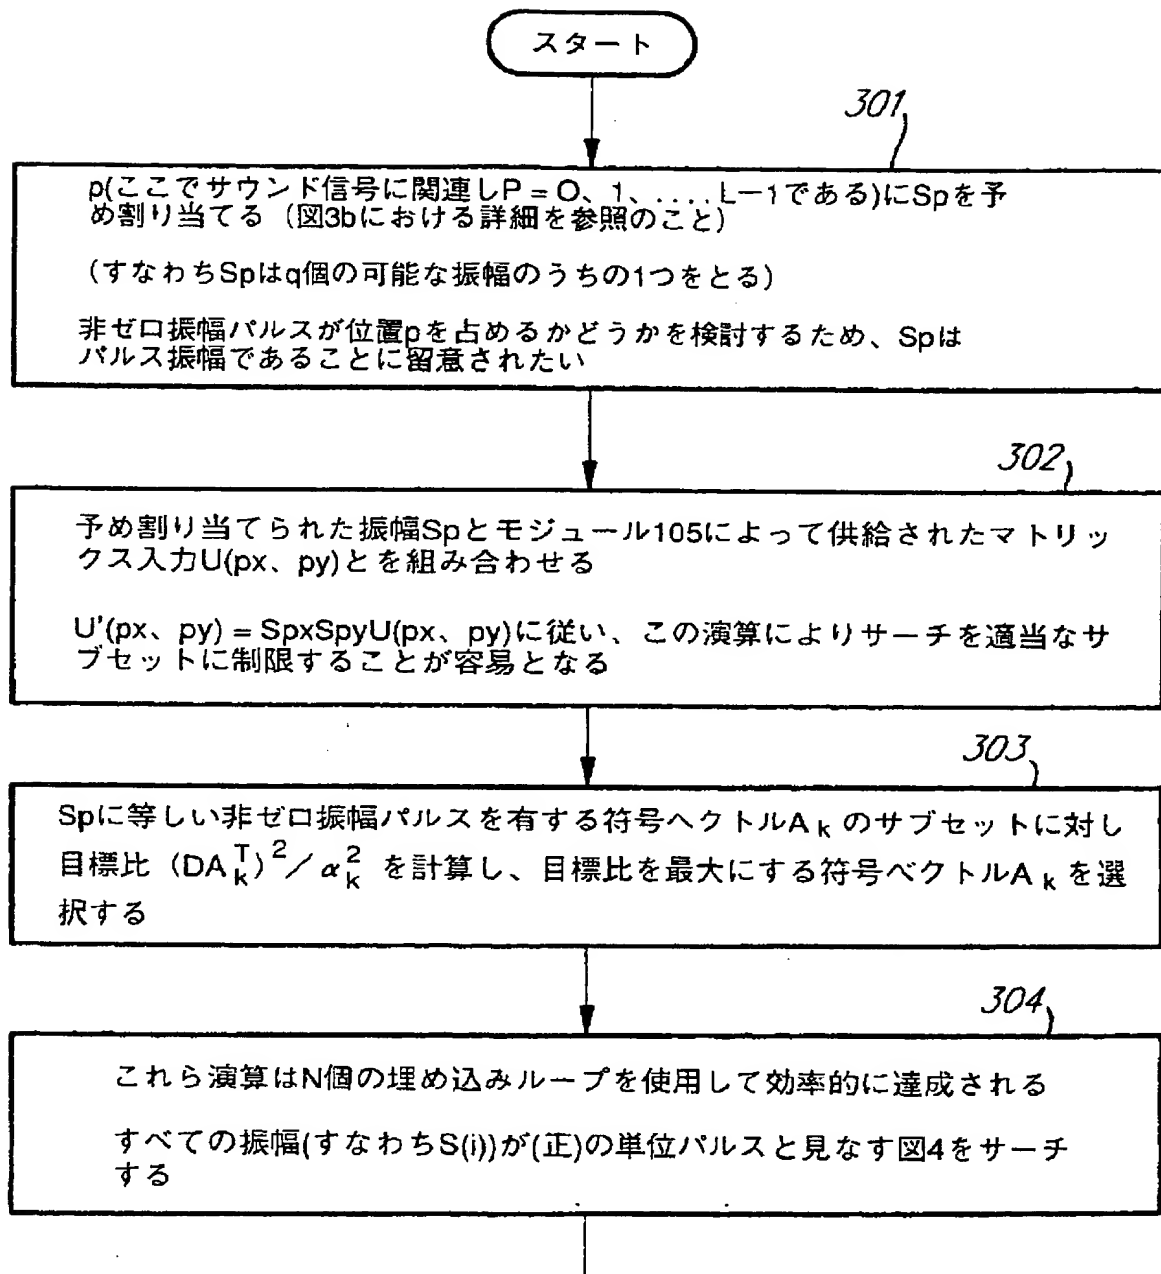 スタート
301
p(ここでサウンド信号に関連しP = O、1、.... L−1である)にSpを予
め割り当てる（図3bにおける詳細を参照のこと）
（すなわちSpはq個の可能な振幅のうちの1つをとる）
非ゼロ振幅パルスが位置pを占めるかどうかを検討するため、Spは
パルス振幅であることに留意されたい
302
予め割り当てられた振幅Spとモジュール105によって供給されたマトリッ
クス入力U(px、py)とを組み合わせる
U'(px、py) = SpxSpyU(px、py)に従い、この演算によりサーチを適当なサ
ブセットに制限することが容易となる
303
Spに等しい非ゼロ振幅パルスを有する符号ヘクトルA k のサブセットに対し
目標比（DA_k^T）^2／α_k^2 を計算し、目標比を最大にする符号ベクトルA k を選
択する
304
これら演算はN個の埋め込みループを使用して効率的に達成される
すべての振幅(すなわちS(i))が(正)の単位パルスと見なす図4をサーチ
する